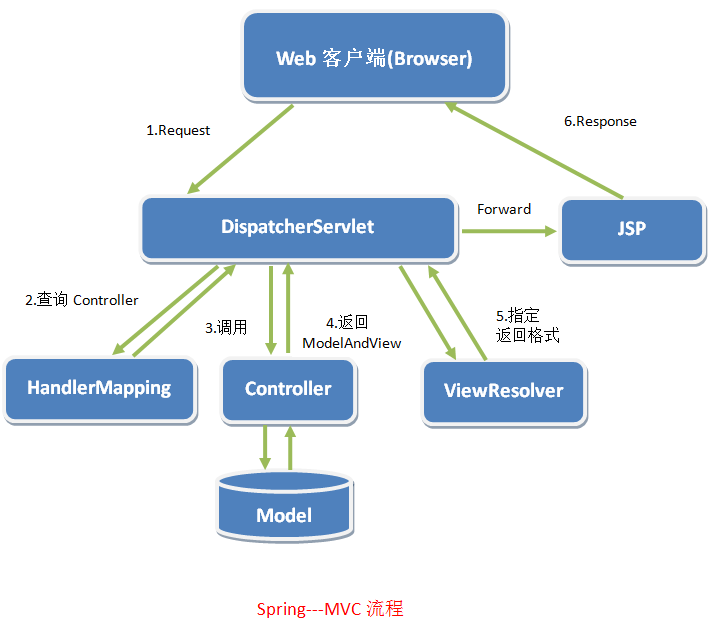 Web 客户端(Browser)
1.Request
6.Response
DispatcherServlet
Forward
JSP
2.查询 Controller
3.调用
4.返回
ModelAndView
5.指定
返回格式
HandlerMapping
Controller
ViewResolver
Model
Spring---MVC 流程